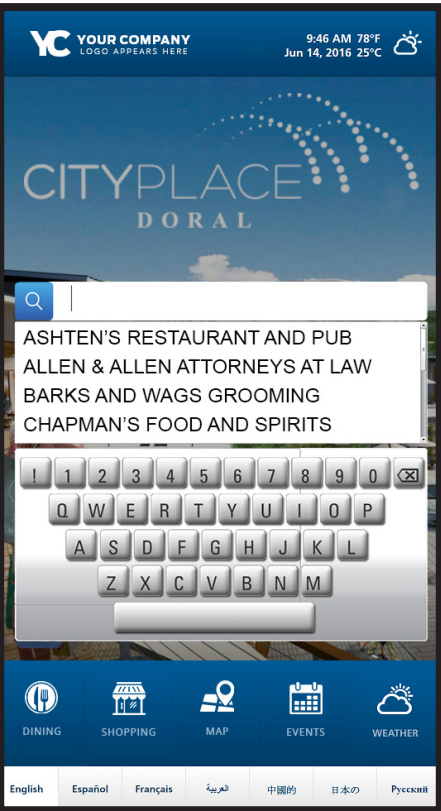 YC YOUR COMPANY
LOGO APPEARS HERE
9:46 AM 78°F
Jun 14, 2016 25°C
CITYPLACE
DORAL
ASHTEN'S RESTAURANT AND PUB
ALLEN & ALLEN ATTORNEYS AT LAW
BARKS AND WAGS GROOMING
CHAPMAN'S FOOD AND SPIRITS
! 1 2 3 4 5 6 7 8 9 0
Q W E R T Y U I O P
A S D F G H J K L
Z X C V B N M
DINING SHOPPING MAP EVENTS WEATHER
English Español Français العربية 中國的 日本の Русский